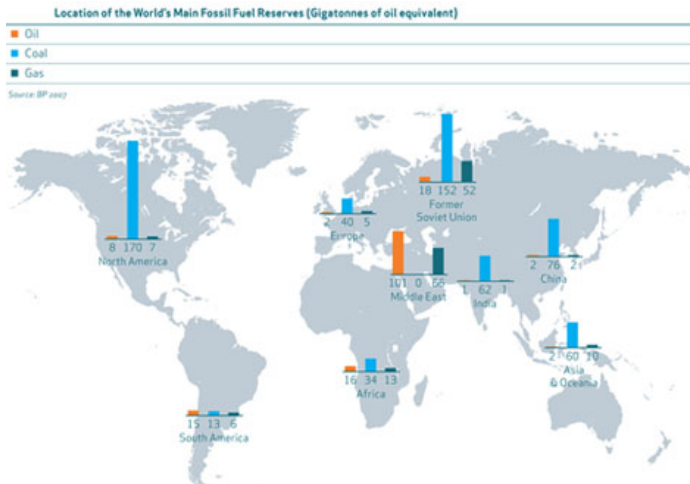 Location of the World's Main Fossil Fuel Reserves (Gigatonnes of oil equivalent)
Oil
Coal
Gas
Source: BP 2007
8 170 7
North America
2 40 5
Europe
18 152 52
Former
Soviet Union
101 0 66
Middle East
1 62 1
India
2 76 2
China
2 60 10
Asia
& Oceania
16 34 13
Africa
15 13 6
South America